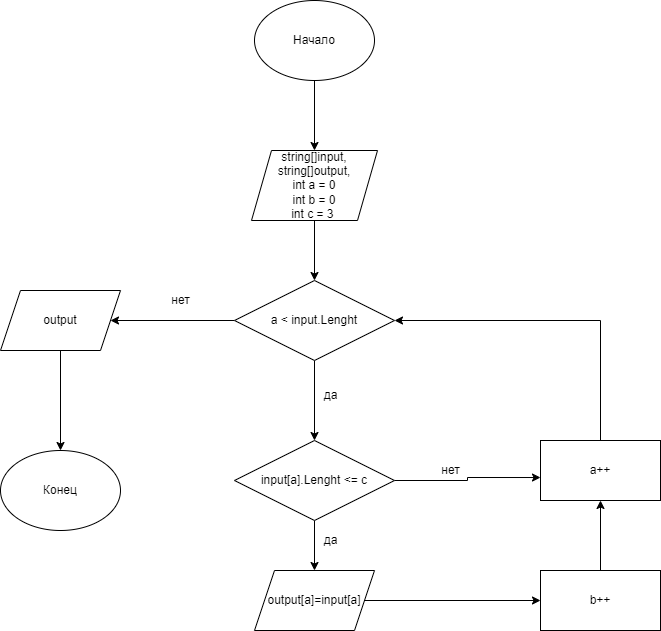 Начало
string[]input,
string[]output,
int a = 0
int b = 0
int c = 3
нет
output
a < input.Lenght
да
Конец
input[a].Lenght <= c
нет
a++
да
output[a]=input[a]
b++